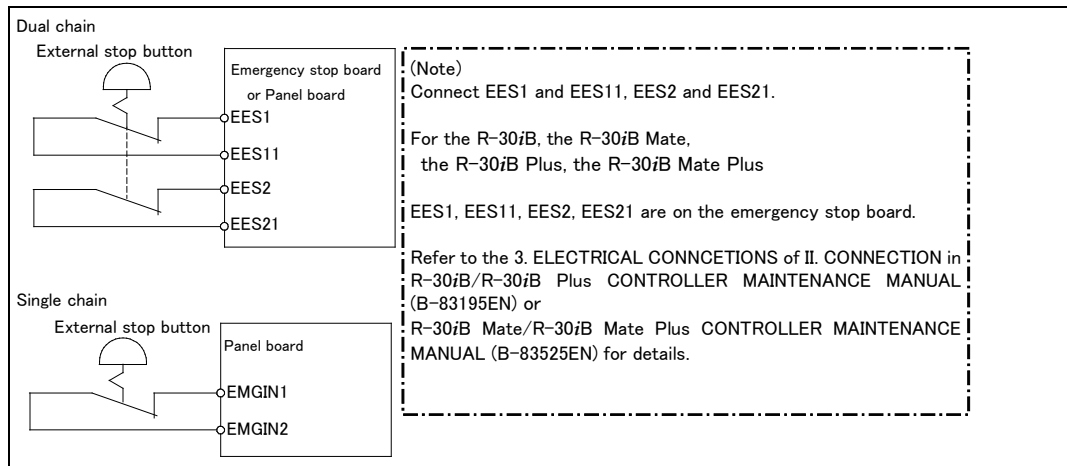 Dual chain
External stop button
Emergency stop board
or Panel board
EES1
EES11
EES2
EES21
Single chain
External stop button
Panel board
EMGIN1
EMGIN2
(Note)
Connect EES1 and EES11, EES2 and EES21.
For the R-30iB, the R-30iB Mate,
the R-30iB Plus, the R-30iB Mate Plus
EES1, EES11, EES2, EES21 are on the emergency stop board.
Refer to the 3. ELECTRICAL CONNCETIONS of II. CONNECTION in
R-30iB/R-30iB Plus CONTROLLER MAINTENANCE MANUAL
(B-83195EN) or
R-30iB Mate/R-30iB Mate Plus CONTROLLER MAINTENANCE
MANUAL (B-83525EN) for details.